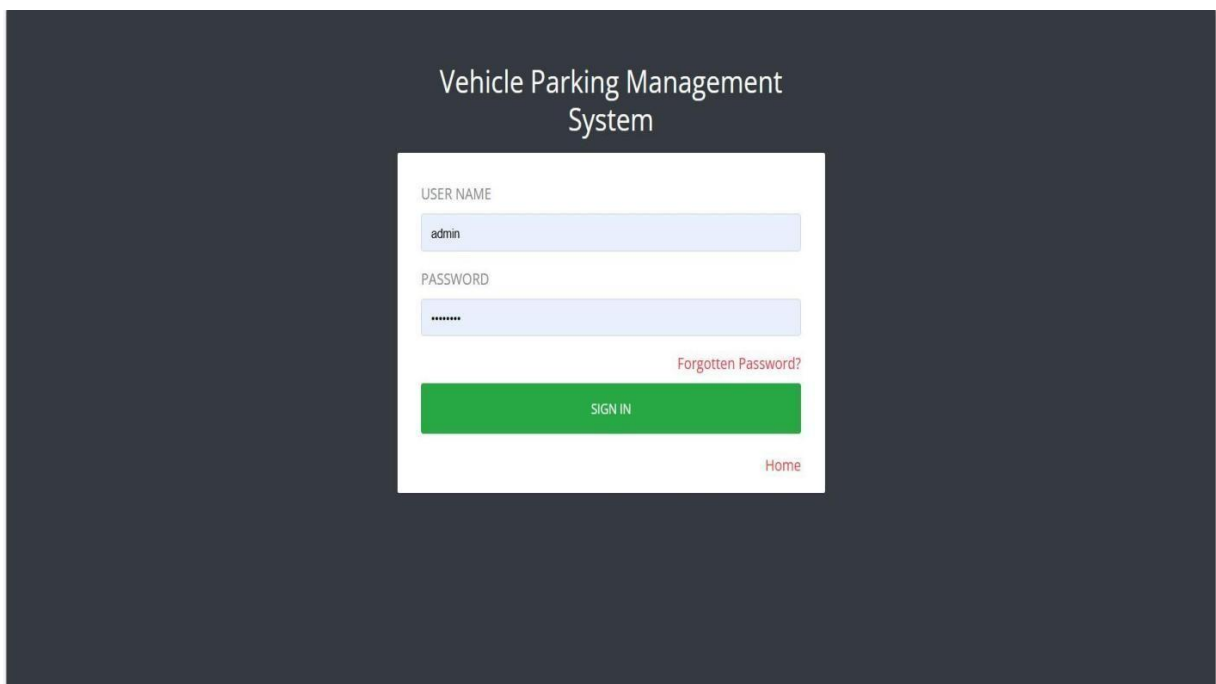 Vehicle Parking Management
System
USER NAME
admin
PASSWORD
••••••••
Forgotten Password?
SIGN IN
Home